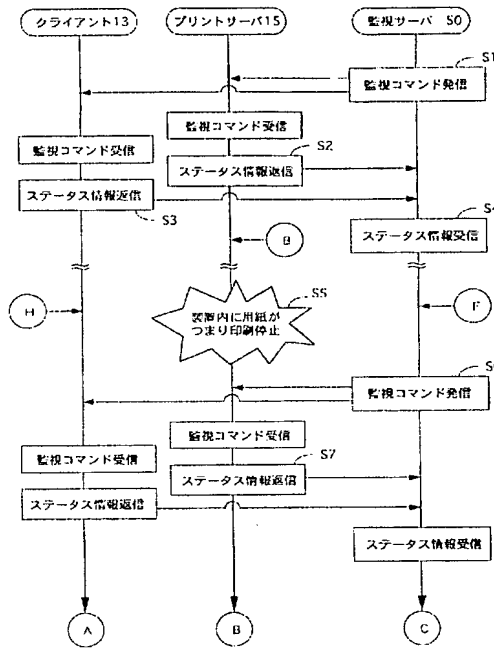 クライアント13
プリントサーバ15
監視サーバ 50
S1
監視コマンド発信
監視コマンド受信
監視コマンド受信
S2
ステータス情報返信
ステータス情報返信
S3
S4
ステータス情報受信
B
H
S5
装置内に用紙が
つまり印刷停止
F
S6
監視コマンド発信
監視コマンド受信
監視コマンド受信
S7
ステータス情報返信
ステータス情報返信
ステータス情報受信
A
B
C